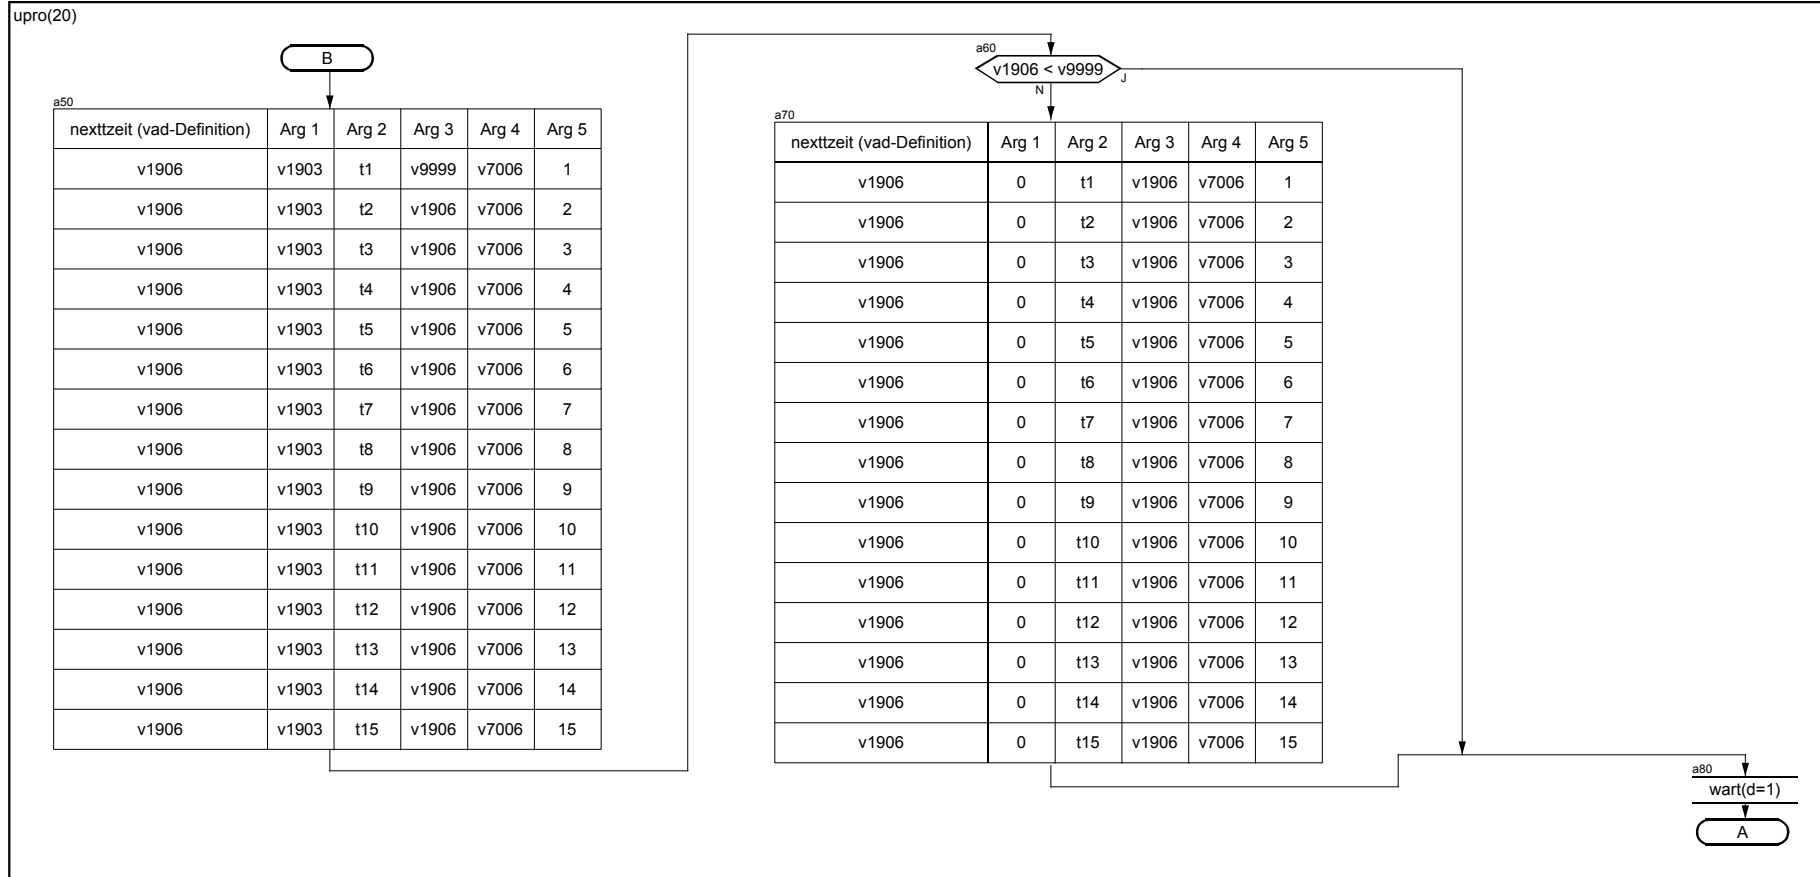 upro(20)
B
a50
nexttzeit (vad-Definition) Arg 1 Arg 2 Arg 3 Arg 4 Arg 5
v1906 v1903 t1 v9999 v7006 1
v1906 v1903 t2 v1906 v7006 2
v1906 v1903 t3 v1906 v7006 3
v1906 v1903 t4 v1906 v7006 4
v1906 v1903 t5 v1906 v7006 5
v1906 v1903 t6 v1906 v7006 6
v1906 v1903 t7 v1906 v7006 7
v1906 v1903 t8 v1906 v7006 8
v1906 v1903 t9 v1906 v7006 9
v1906 v1903 t10 v1906 v7006 10
v1906 v1903 t11 v1906 v7006 11
v1906 v1903 t12 v1906 v7006 12
v1906 v1903 t13 v1906 v7006 13
v1906 v1903 t14 v1906 v7006 14
v1906 v1903 t15 v1906 v7006 15
a60
v1906 < v9999
J
N
a70
nexttzeit (vad-Definition) Arg 1 Arg 2 Arg 3 Arg 4 Arg 5
v1906 0 t1 v1906 v7006 1
v1906 0 t2 v1906 v7006 2
v1906 0 t3 v1906 v7006 3
v1906 0 t4 v1906 v7006 4
v1906 0 t5 v1906 v7006 5
v1906 0 t6 v1906 v7006 6
v1906 0 t7 v1906 v7006 7
v1906 0 t8 v1906 v7006 8
v1906 0 t9 v1906 v7006 9
v1906 0 t10 v1906 v7006 10
v1906 0 t11 v1906 v7006 11
v1906 0 t12 v1906 v7006 12
v1906 0 t13 v1906 v7006 13
v1906 0 t14 v1906 v7006 14
v1906 0 t15 v1906 v7006 15
a80
wart(d=1)
A